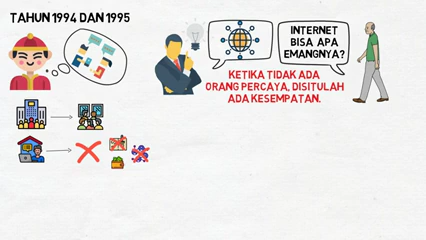 TAHUN 1994 DAN 1995
INTERNET
BISA APA
EMANGNYA?
KETIKA TIDAK ADA
ORANG PERCAYA, DISITULAH
ADA KESEMPATAN.